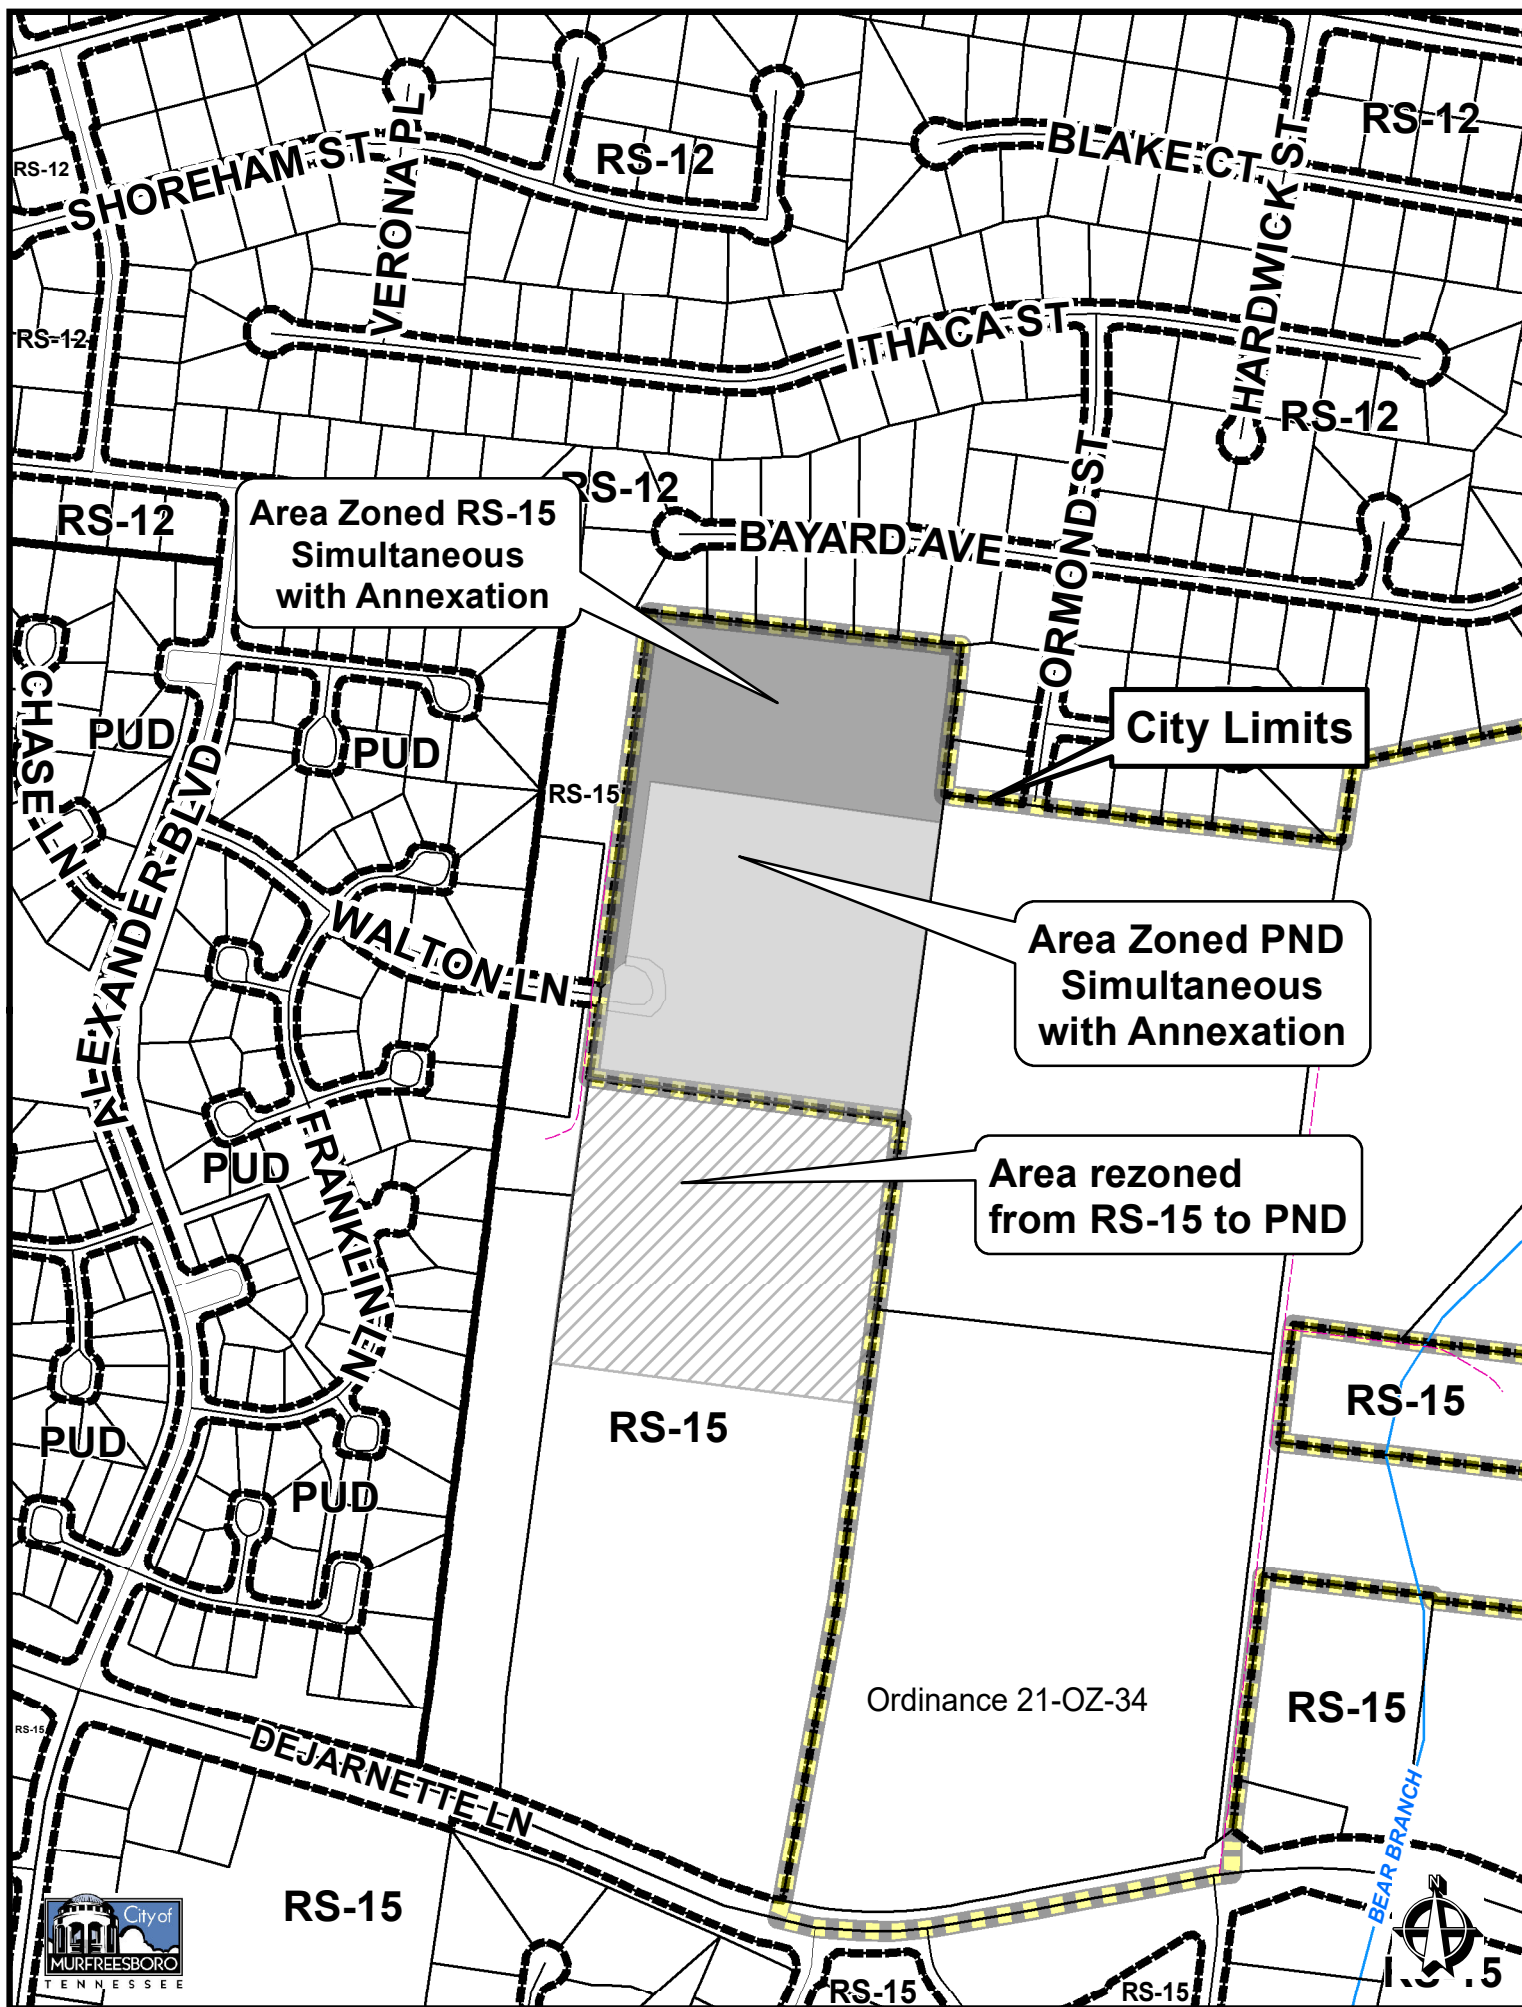 RS-12
SHOREHAM ST
VERONA PL
RS-12
BLAKE CT
HARDWICK ST
RS-12
RS-12
ITHACA ST
RS-12
RS-12
RS-12
Area Zoned RS-15
Simultaneous
with Annexation
BAYARD AVE
ORMOND ST
CHASE LN
PUD
PUD
City Limits
RS-15
ALEXANDER BLVD
WALTON LN
Area Zoned PND
Simultaneous
with Annexation
PUD
FRANKLIN LN
Area rezoned
from RS-15 to PND
RS-15
RS-15
PUD
PUD
Ordinance 21-OZ-34
RS-15
RS-15
DEJARNETTE LN
BEAR BRANCH
RS-15
N
City of
MURFREESBORO
TENNESSEE
RS-15
RS-15
RS-15